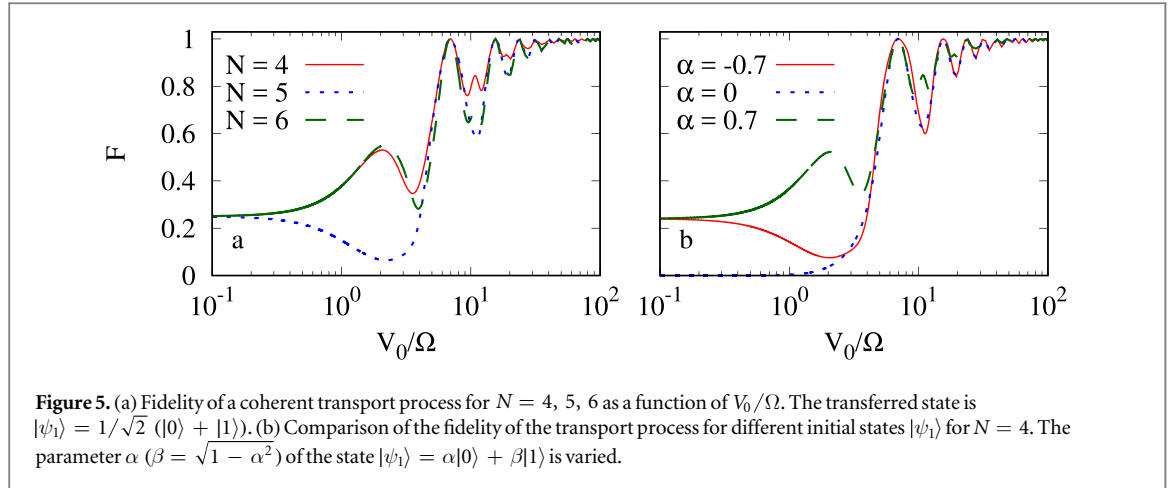 1
0.8
0.6
0.4
0.2
0
F
N = 4
N = 5
N = 6
a
10⁻¹ 10⁰ 10¹ 10²
V₀/Ω
α = -0.7
α = 0
α = 0.7
b
10⁻¹ 10⁰ 10¹ 10²
V₀/Ω
Figure 5. (a) Fidelity of a coherent transport process for N = 4, 5, 6 as a function of V₀/Ω. The transferred state is
|ψ₁⟩ = 1/√2 (|0⟩ + |1⟩). (b) Comparison of the fidelity of the transport process for different initial states |ψ₁⟩ for N = 4. The
parameter α (β = √(1 − α²)) of the state |ψ₁⟩ = α|0⟩ + β|1⟩ is varied.